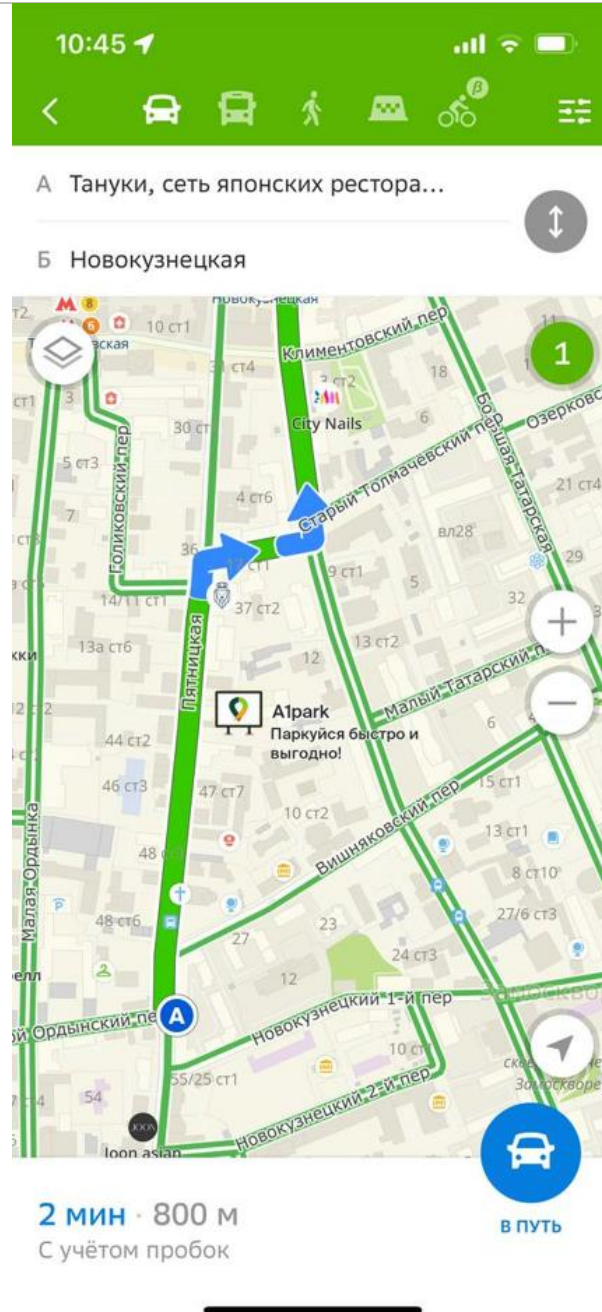 10:45
β
А Тануки, сеть японских рестора...
Б Новокузнецкая
М 8
6
10 ст1
Климентовский пер
11
1
ст4
3 ст2
18
City Nails
6
Озерковс
ст1
3
30 ст
Большая Татарская
5 ст3
Голиковский пер
4 ст6
Старый Толмачёвский пер
21 ст4
7
вл28
36
9 ст1
29
5
14/11 ст1
37 ст2
32
Пятницкая
13а ст6
12
13 ст2
Малый Татарский п
A1park
Паркуйся быстро и
выгодно!
44 ст2
6
46 ст3
47 ст7
15 ст1
10 ст2
Вишняковский пер
13 ст1
48
Малая Ордынка
8 ст10
48 ст6
23
27/6 ст3
27
24 ст3
12
А
Новокузнецкий 1-й пер
ой Ордынский пе
10 ст1
55/25 ст1
54
Новокузнецкий 2-й пер
Замоскворе
JOON
Joon asian
2 мин · 800 м
С учётом пробок
В ПУТЬ